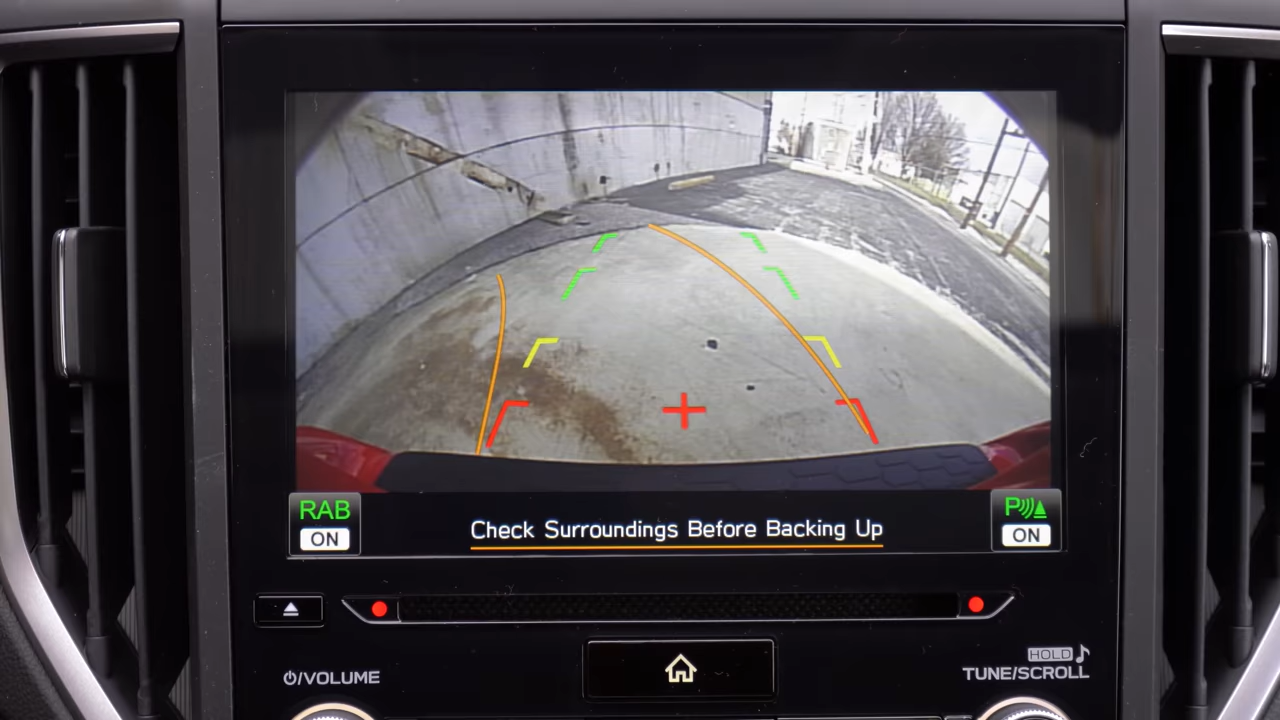 RAB
ON
Check Surroundings Before Backing Up
P
ON
/VOLUME
HOLD
TUNE/SCROLL